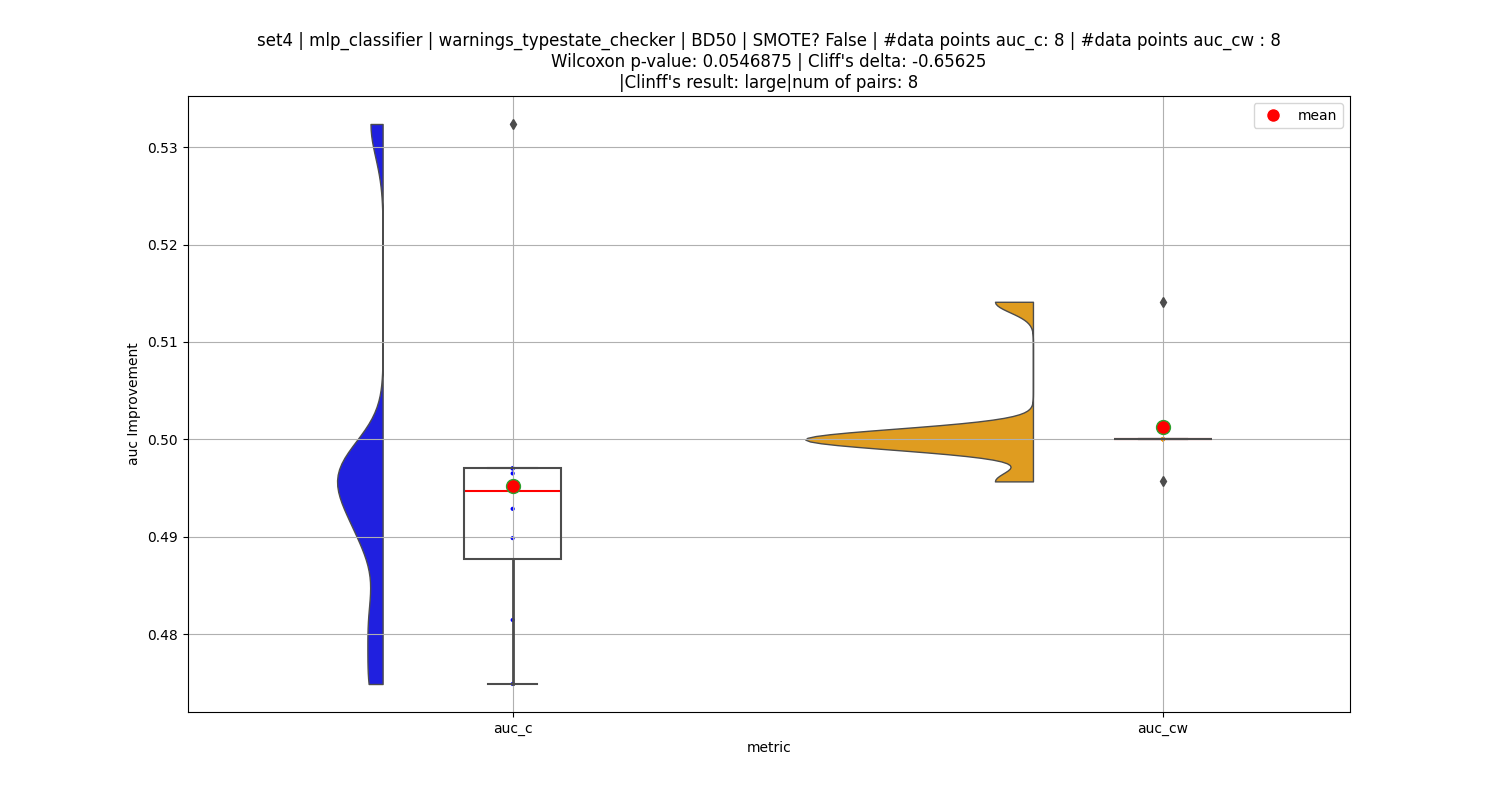 set4 | mlp_classifier | warnings_typestate_checker | BD50 | SMOTE? False | #data points auc_c: 8 | #data points auc_cw : 8
Wilcoxon p-value: 0.0546875 | Cliff's delta: -0.65625
|Clinff's result: large|num of pairs: 8
mean
0.53
0.52
0.51
0.50
0.49
0.48
auc Improvement
auc_c
auc_cw
metric